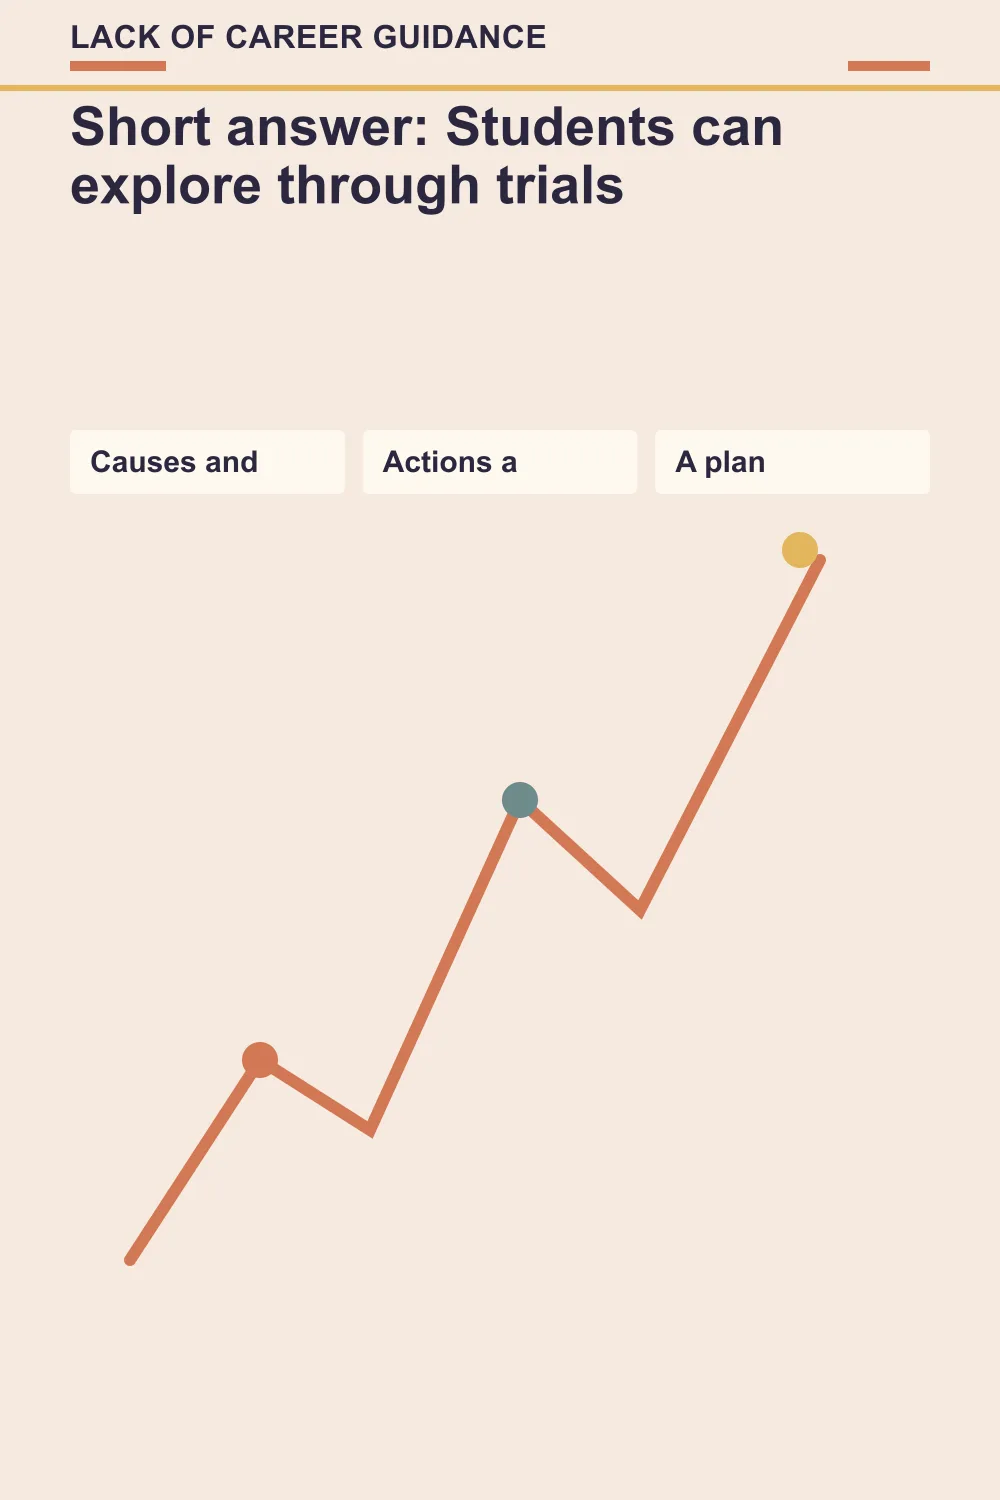 LACK OF CAREER GUIDANCE
Short answer: Students can
explore through trials
Causes and
Actions a
A plan